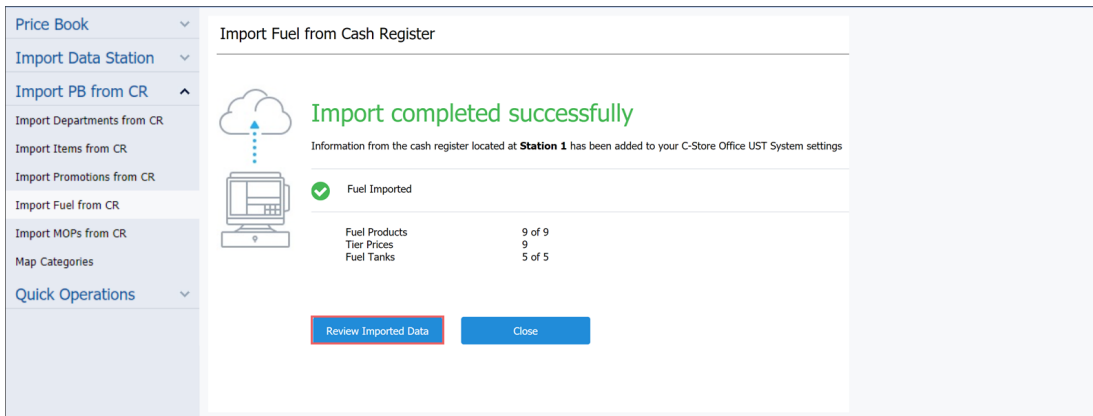 Price Book
Import Data Station
Import PB from CR
Import Departments from CR
Import Items from CR
Import Promotions from CR
Import Fuel from CR
Import MOPs from CR
Map Categories
Quick Operations
Import Fuel from Cash Register
Import completed successfully
Information from the cash register located at Station 1 has been added to your C-Store Office UST System settings
Fuel Imported
Fuel Products 9 of 9
Tier Prices 9
Fuel Tanks 5 of 5
Review Imported Data Close